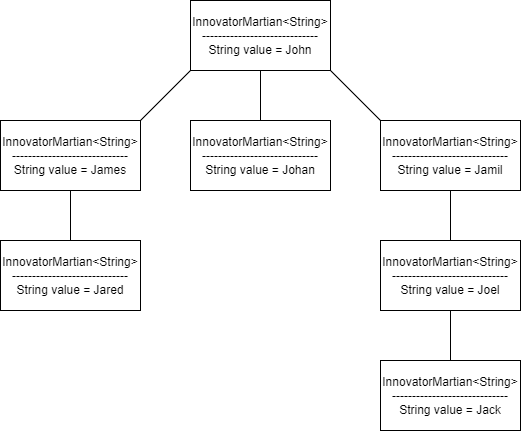 InnovatorMartian<String>
-----------------------------
String value = John
InnovatorMartian<String>
-----------------------------
String value = James
InnovatorMartian<String>
-----------------------------
String value = Johan
InnovatorMartian<String>
-----------------------------
String value = Jamil
InnovatorMartian<String>
-----------------------------
String value = Jared
InnovatorMartian<String>
-----------------------------
String value = Joel
InnovatorMartian<String>
-----------------------------
String value = Jack